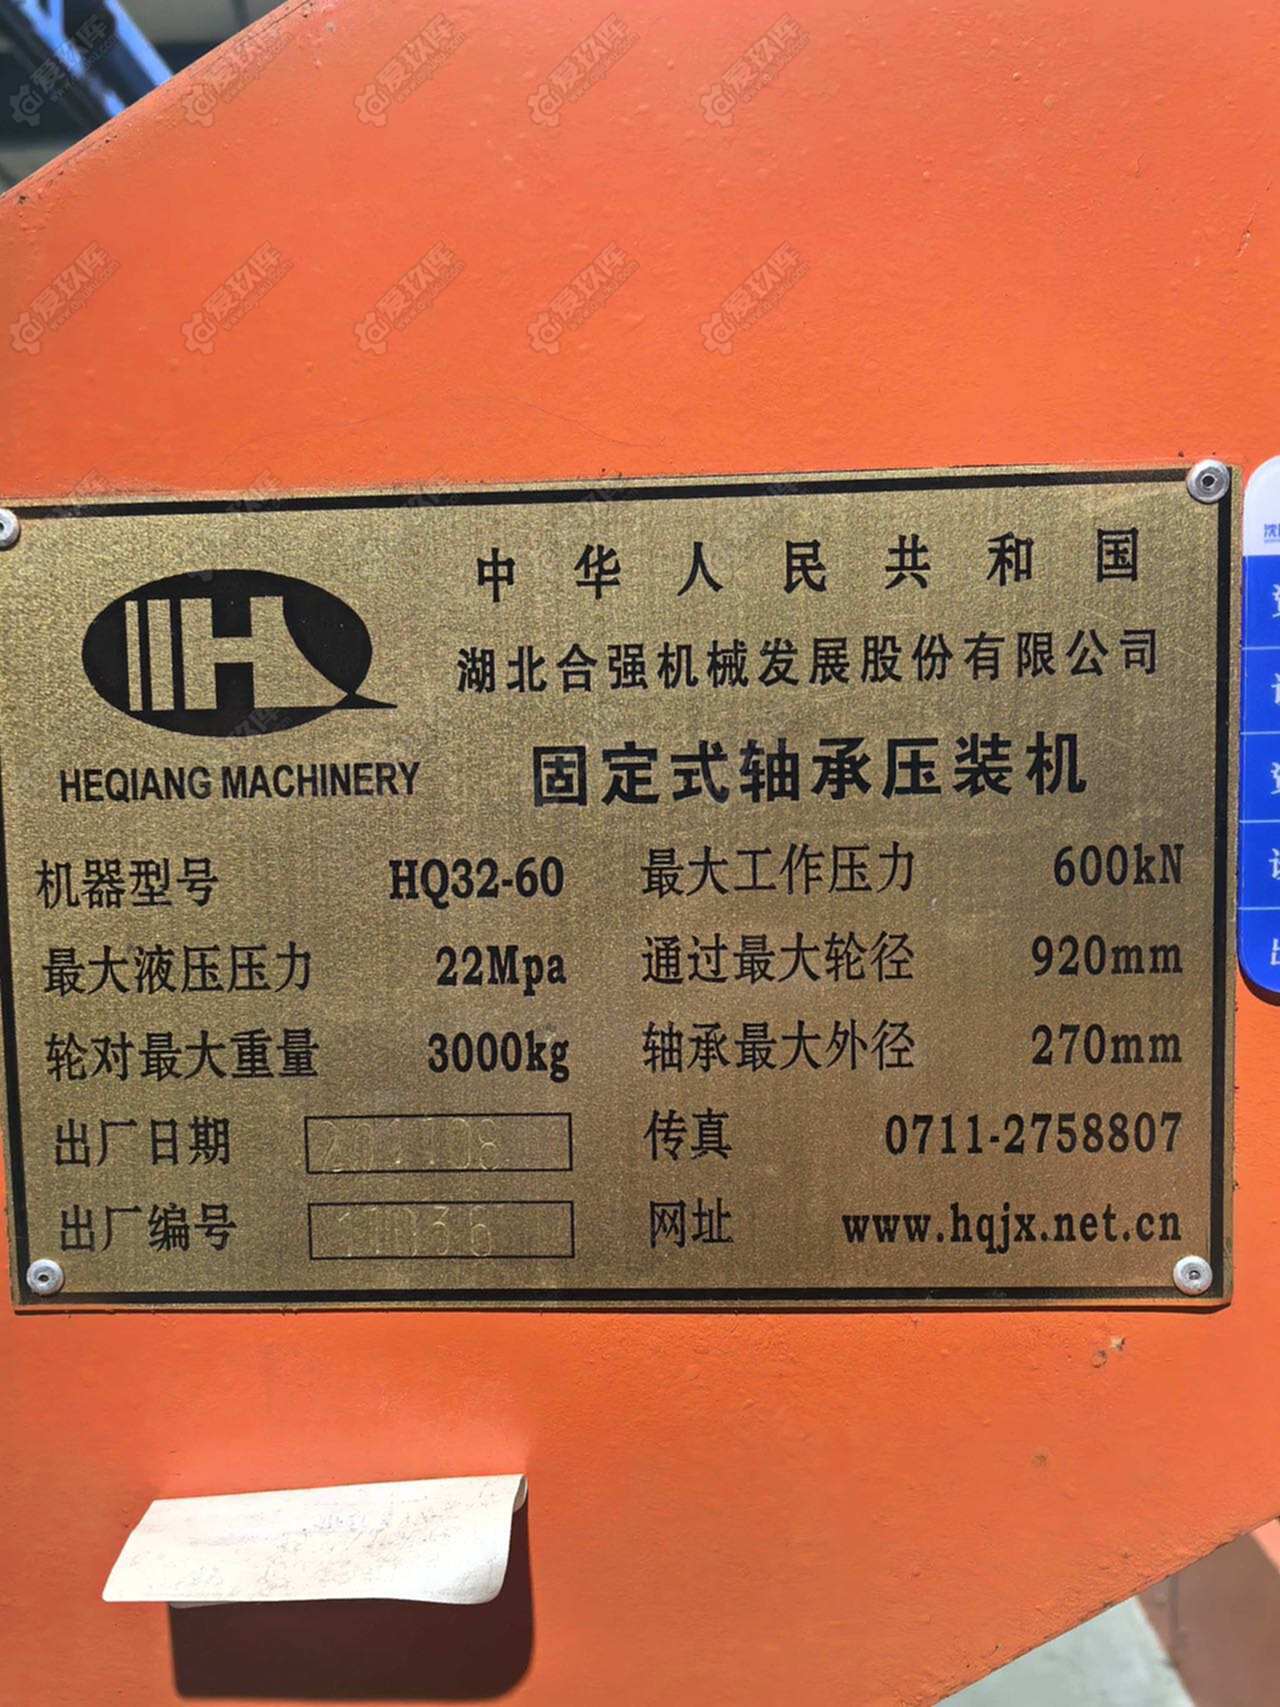 中华人民共和国
湖北合强机械发展股份有限公司
HEQIANG MACHINERY
固定式轴承压装机
机器型号 HQ32-60 最大工作压力 600kN
最大液压压力 22Mpa 通过最大轮径 920mm
轮对最大重量 3000kg 轴承最大外径 270mm
出厂日期 传真 0711-2758807
出厂编号 网址 www.hqjx.net.cn
爱玖库